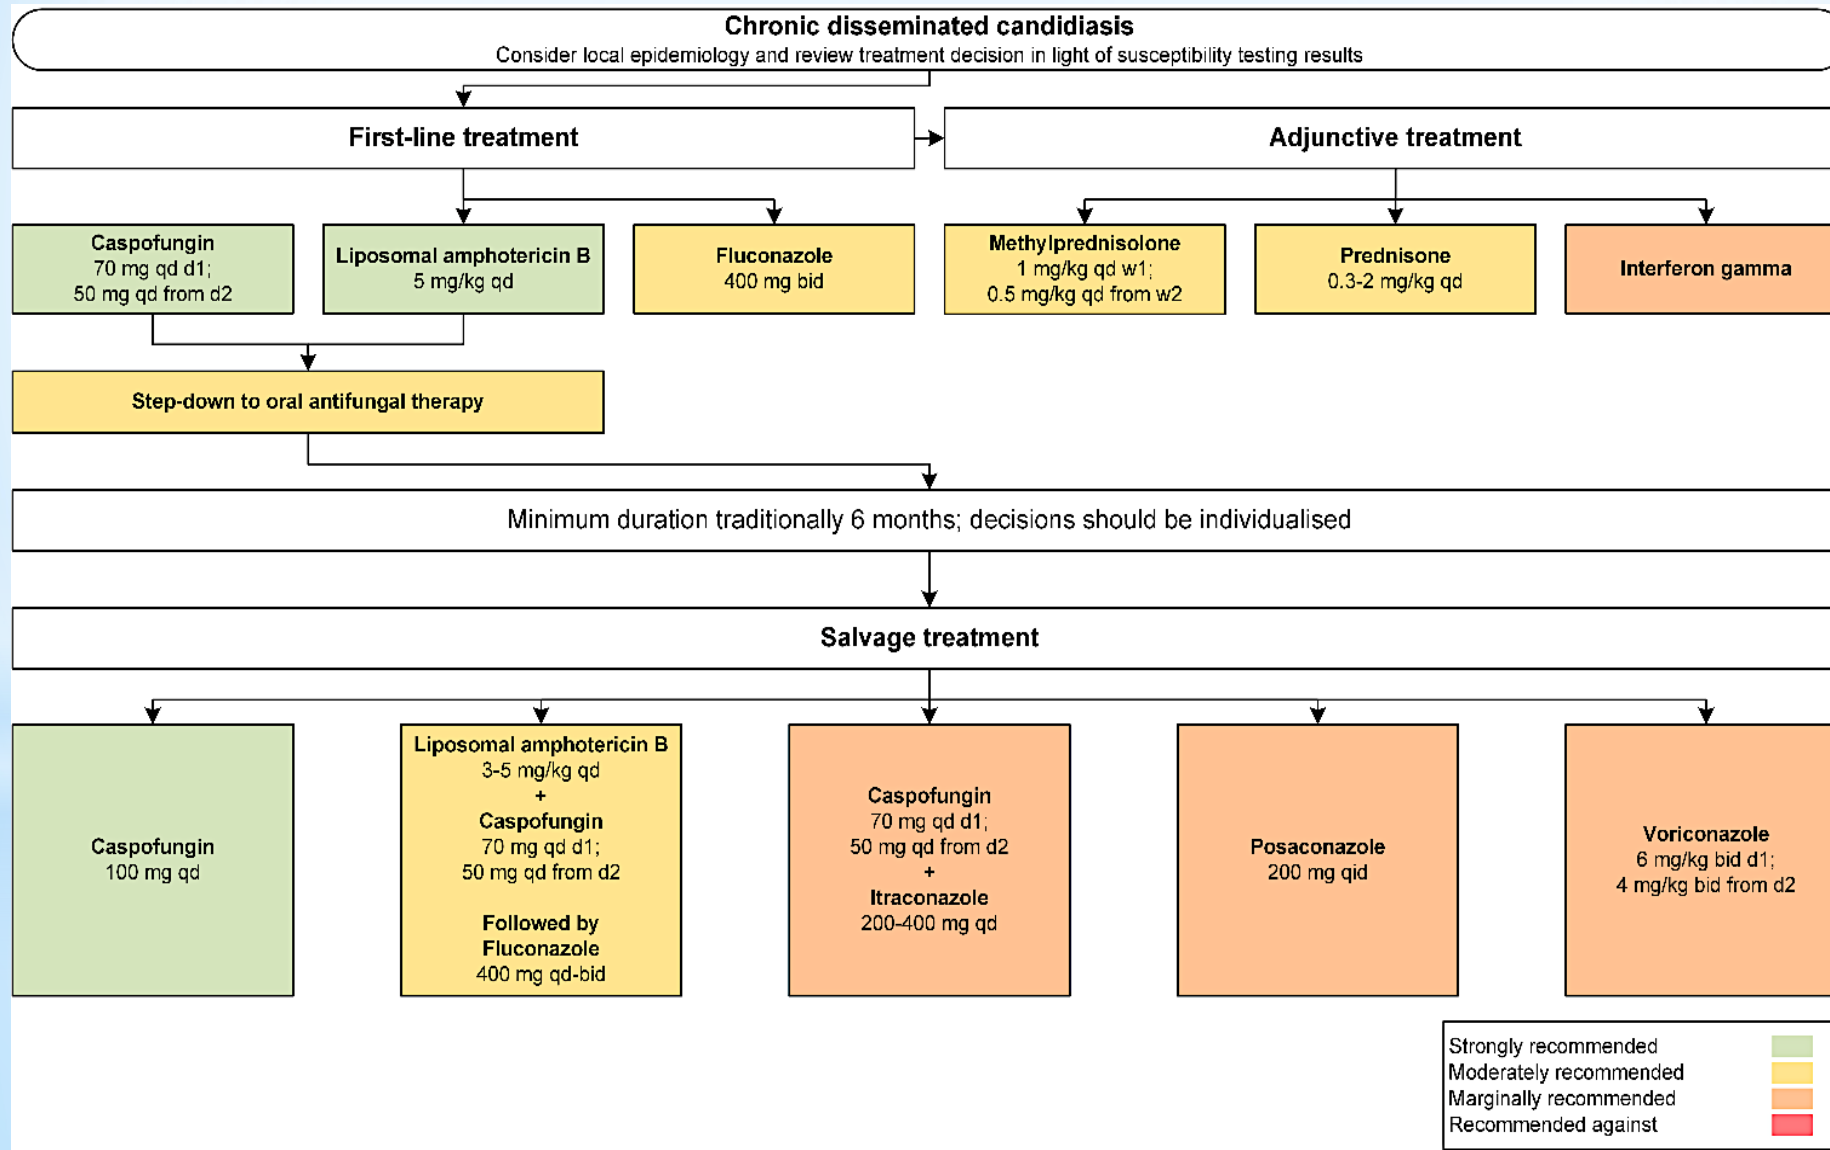 Chronic disseminated candidiasis
Consider local epidemiology and review treatment decision in light of susceptibility testing results
First-line treatment
Adjunctive treatment
Caspofungin
70 mg qd d1;
50 mg qd from d2
Liposomal amphotericin B
5 mg/kg qd
Fluconazole
400 mg bid
Methylprednisolone
1 mg/kg qd w1;
0.5 mg/kg qd from w2
Prednisone
0.3-2 mg/kg qd
Interferon gamma
Step-down to oral antifungal therapy
Minimum duration traditionally 6 months; decisions should be individualised
Salvage treatment
Caspofungin
100 mg qd
Liposomal amphotericin B
3-5 mg/kg qd
+
Caspofungin
70 mg qd d1;
50 mg qd from d2
Followed by
Fluconazole
400 mg qd-bid
Caspofungin
70 mg qd d1;
50 mg qd from d2
+
Itraconazole
200-400 mg qd
Posaconazole
200 mg qid
Voriconazole
6 mg/kg bid d1;
4 mg/kg bid from d2
Strongly recommended
Moderately recommended
Marginally recommended
Recommended against